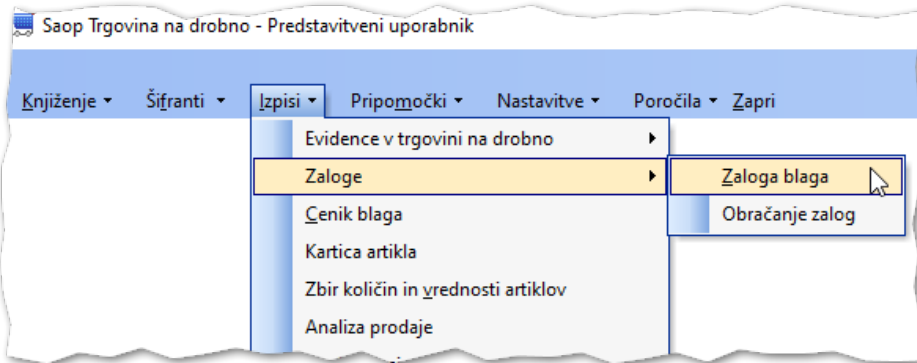 Saop Trgovina na drobno - Predstavitveni uporabnik
Knjiženje Šifranti Izpisi Pripomočki Nastavitve Poročila Zapri
Evidence v trgovini na drobno
Zaloge Zaloga blaga
Cenik blaga Obračanje zalog
Kartica artikla
Zbir količin in vrednosti artiklov
Analiza prodaje